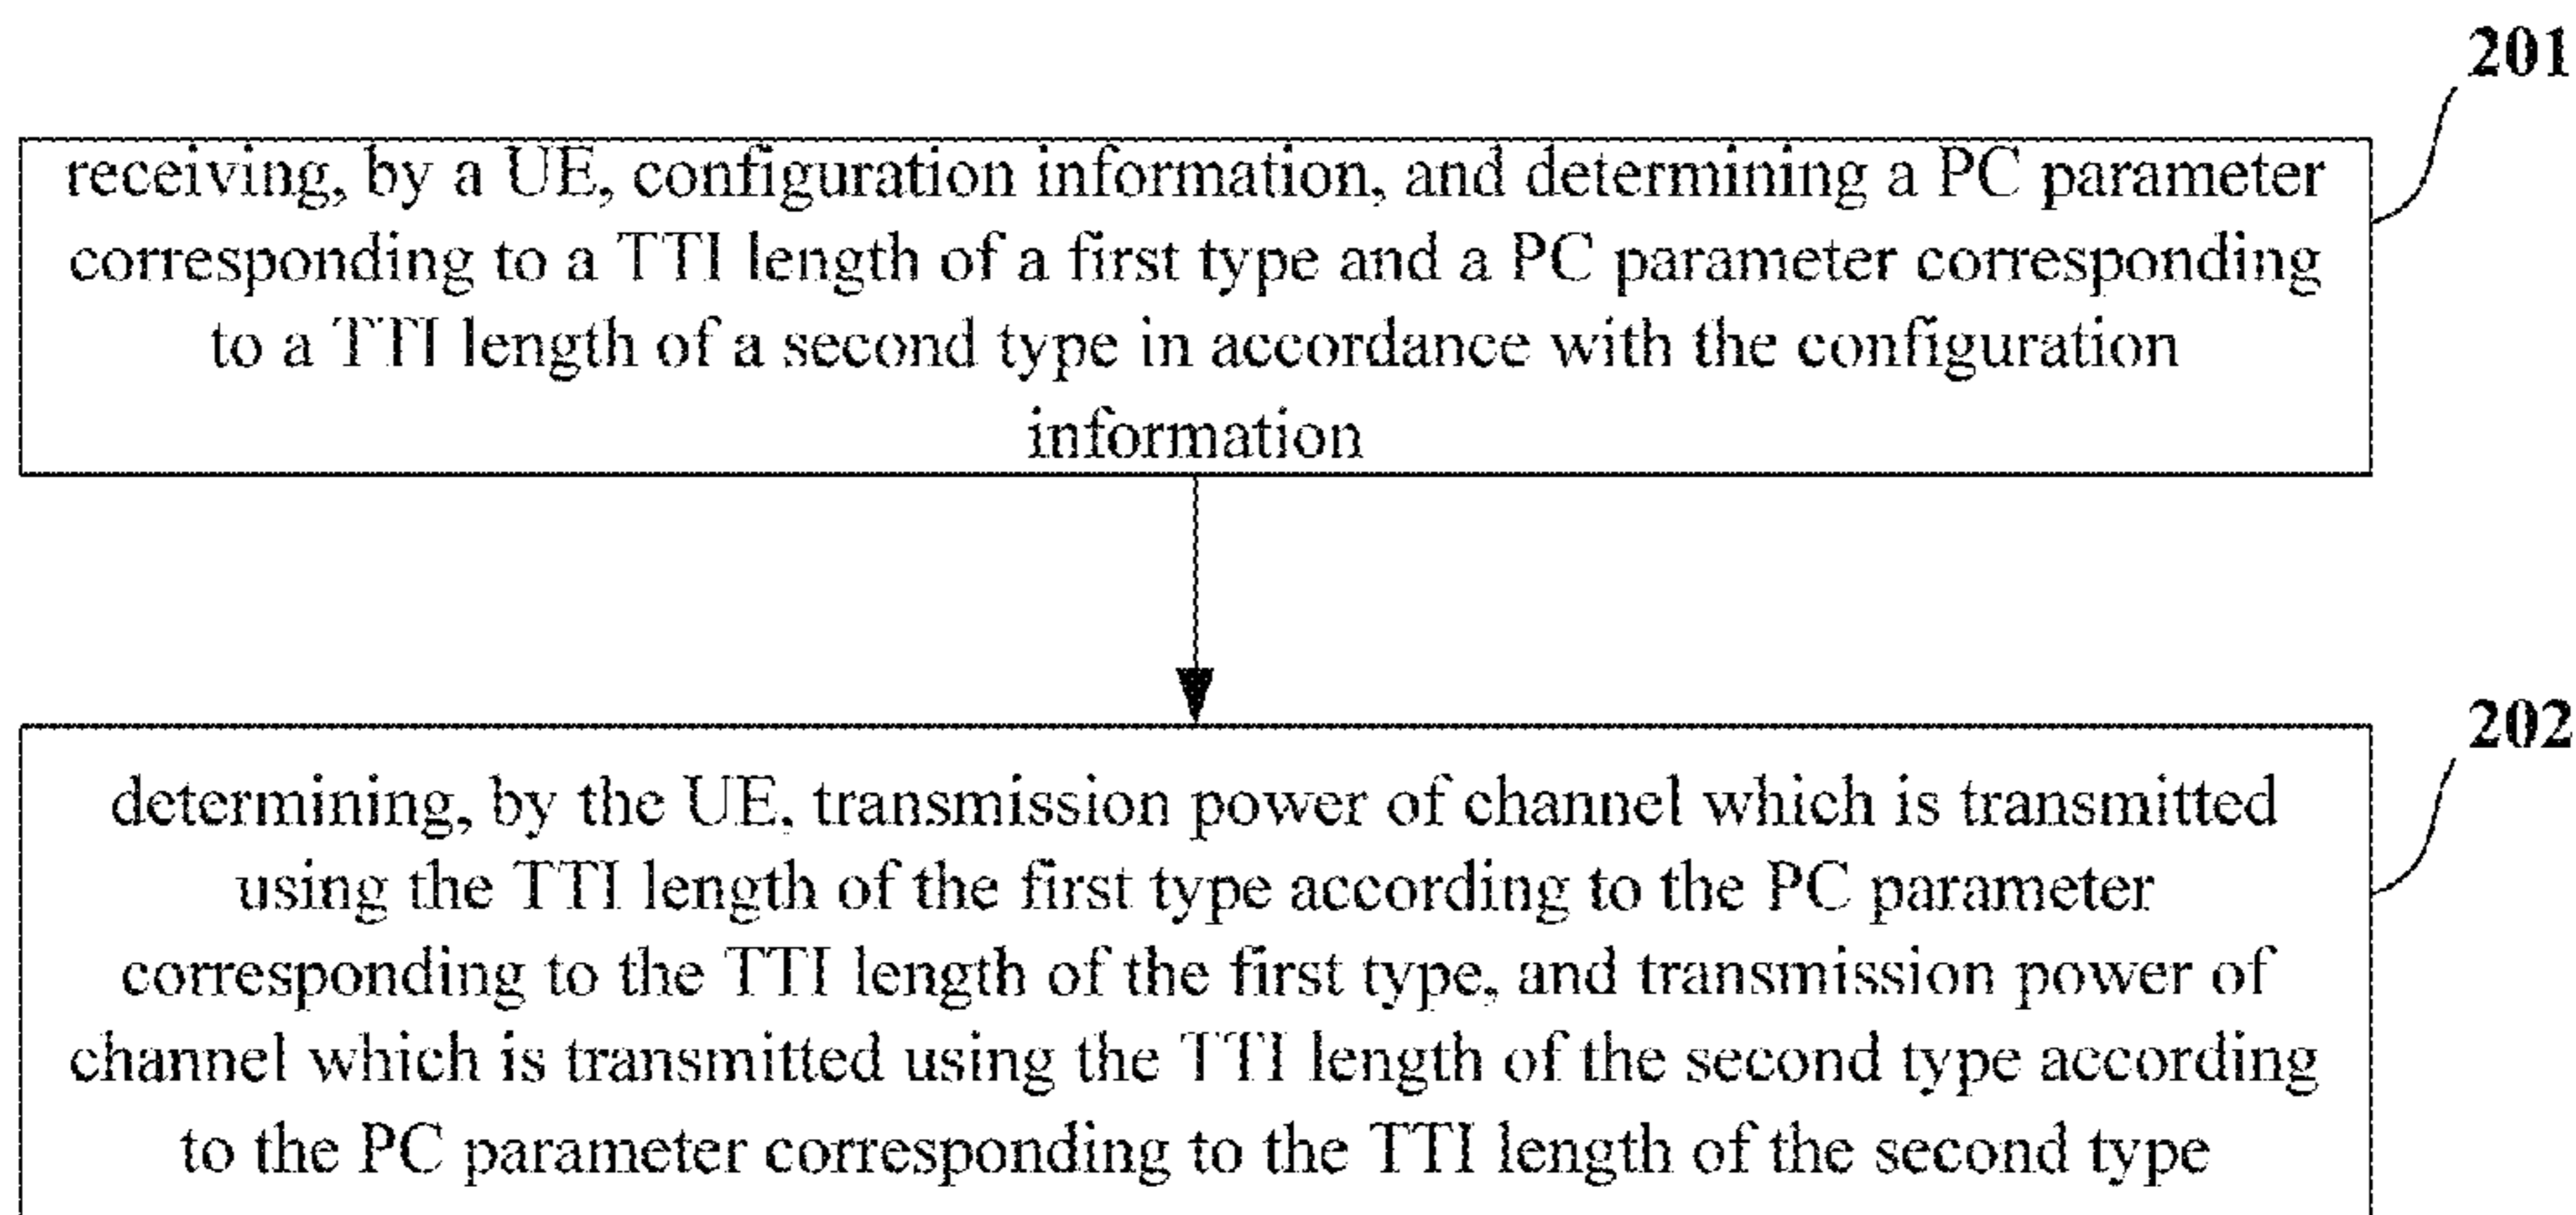 201
receiving, by a UE, configuration information, and determining a PC parameter
corresponding to a TTI length of a first type and a PC parameter corresponding
to a TTI length of a second type in accordance with the configuration
information
202
determining, by the UE, transmission power of channel which is transmitted
using the TTI length of the first type according to the PC parameter
corresponding to the TTI length of the first type, and transmission power of
channel which is transmitted using the TTI length of the second type according
to the PC parameter corresponding to the TTI length of the second type